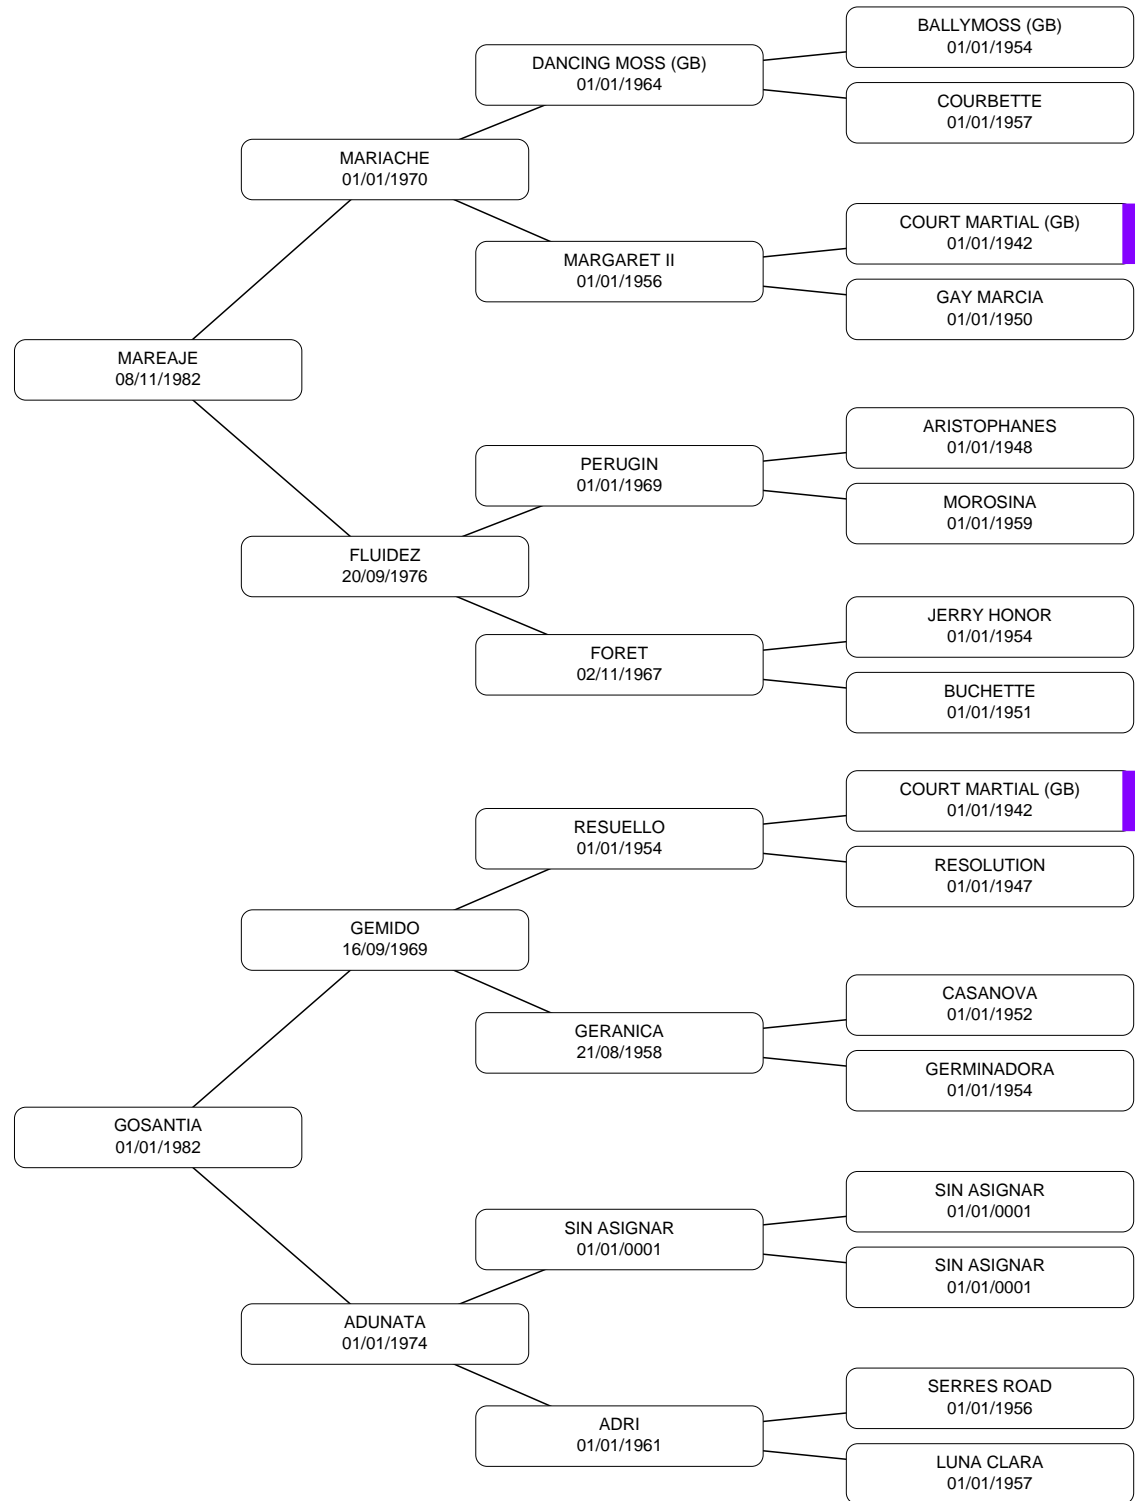 BALLYMOSS (GB)
01/01/1954
DANCING MOSS (GB)
01/01/1964
COURBETTE
01/01/1957
MARIACHE
01/01/1970
COURT MARTIAL (GB)
01/01/1942
MARGARET II
01/01/1956
GAY MARCIA
01/01/1950
MAREAJE
08/11/1982
ARISTOPHANES
01/01/1948
PERUGIN
01/01/1969
MOROSINA
01/01/1959
FLUIDEZ
20/09/1976
JERRY HONOR
01/01/1954
FORET
02/11/1967
BUCHETTE
01/01/1951
COURT MARTIAL (GB)
01/01/1942
RESUELLO
01/01/1954
RESOLUTION
01/01/1947
GEMIDO
16/09/1969
CASANOVA
01/01/1952
GERANICA
21/08/1958
GERMINADORA
01/01/1954
GOSANTIA
01/01/1982
SIN ASIGNAR
01/01/0001
SIN ASIGNAR
01/01/0001
SIN ASIGNAR
01/01/0001
ADUNATA
01/01/1974
SERRES ROAD
01/01/1956
ADRI
01/01/1961
LUNA CLARA
01/01/1957